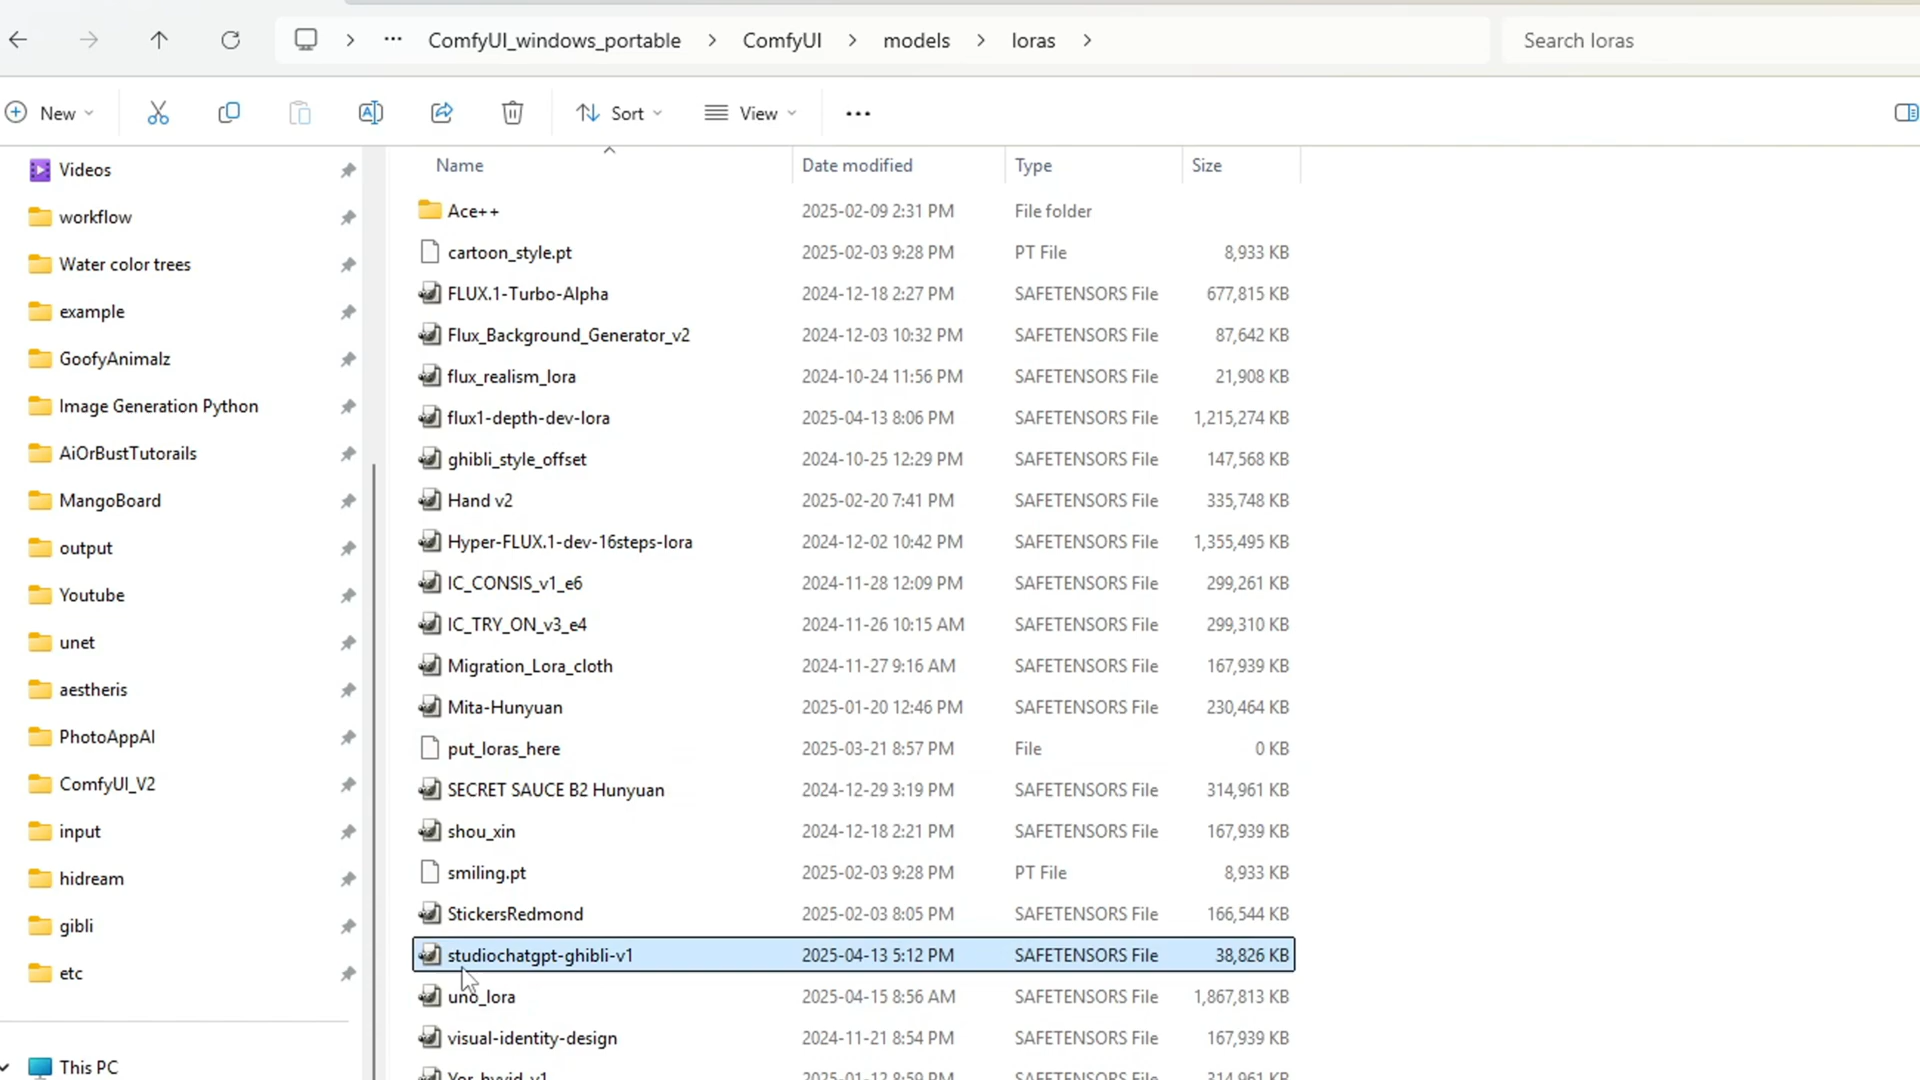 ComfyUI_windows_portable > ComfyUI > models > loras >
Search loras
New
Sort
View
Name Date modified Type Size
Videos
workflow
Water color trees
example
GoofyAnimalz
Image Generation Python
AiOrBustTutorails
MangoBoard
output
Youtube
unet
aestheris
PhotoAppAI
ComfyUI_V2
input
hidream
gibli
etc
This PC
Ace++ 2025-02-09 2:31 PM File folder
cartoon_style.pt 2025-02-03 9:28 PM PT File 8,933 KB
FLUX.1-Turbo-Alpha 2024-12-18 2:27 PM SAFETENSORS File 677,815 KB
Flux_Background_Generator_v2 2024-12-03 10:32 PM SAFETENSORS File 87,642 KB
flux_realism_lora 2024-10-24 11:56 PM SAFETENSORS File 21,908 KB
flux1-depth-dev-lora 2025-04-13 8:06 PM SAFETENSORS File 1,215,274 KB
ghibli_style_offset 2024-10-25 12:29 PM SAFETENSORS File 147,568 KB
Hand v2 2025-02-20 7:41 PM SAFETENSORS File 335,748 KB
Hyper-FLUX.1-dev-16steps-lora 2024-12-02 10:42 PM SAFETENSORS File 1,355,495 KB
IC_CONSIS_v1_e6 2024-11-28 12:09 PM SAFETENSORS File 299,261 KB
IC_TRY_ON_v3_e4 2024-11-26 10:15 AM SAFETENSORS File 299,310 KB
Migration_Lora_cloth 2024-11-27 9:16 AM SAFETENSORS File 167,939 KB
Mita-Hunyuan 2025-01-20 12:46 PM SAFETENSORS File 230,464 KB
put_loras_here 2025-03-21 8:57 PM File 0 KB
SECRET SAUCE B2 Hunyuan 2024-12-29 3:19 PM SAFETENSORS File 314,961 KB
shou_xin 2024-12-18 2:21 PM SAFETENSORS File 167,939 KB
smiling.pt 2025-02-03 9:28 PM PT File 8,933 KB
StickersRedmond 2025-02-03 8:05 PM SAFETENSORS File 166,544 KB
studiochatgpt-ghibli-v1 2025-04-13 5:12 PM SAFETENSORS File 38,826 KB
uno_lora 2025-04-15 8:56 AM SAFETENSORS File 1,867,813 KB
visual-identity-design 2024-11-21 8:54 PM SAFETENSORS File 167,939 KB
2025-01-12 8:59 PM SAFETENSORS File 314,961 KB